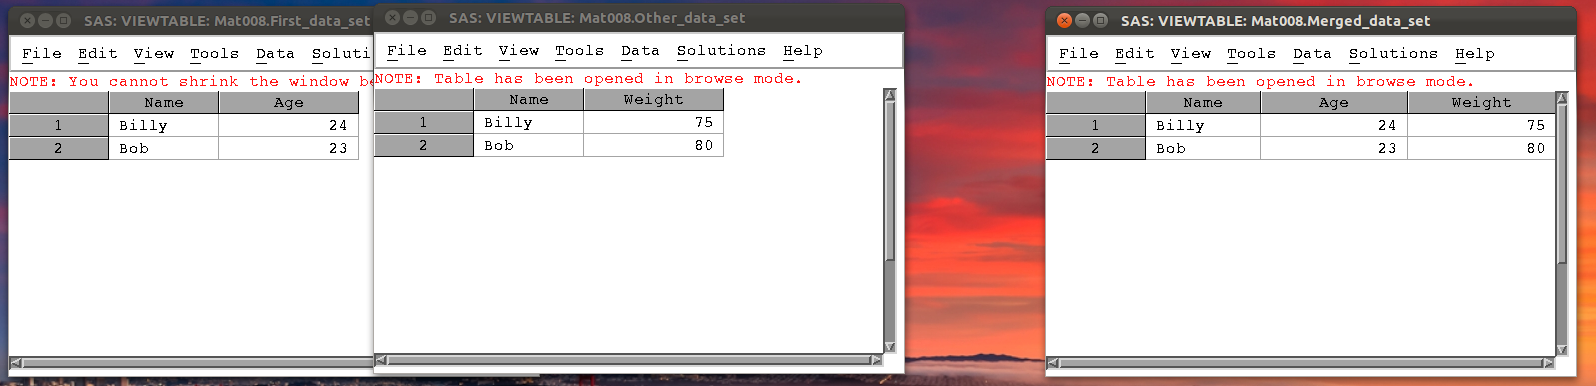 SAS: VIEWTABLE: Mat008.First_data_set
File Edit View Tools Data Soluti
NOTE: You cannot shrink the window be
Name Age
1 Billy 24
2 Bob 23
SAS: VIEWTABLE: Mat008.Other_data_set
File Edit View Tools Data Solutions Help
NOTE: Table has been opened in browse mode.
Name Weight
1 Billy 75
2 Bob 80
SAS: VIEWTABLE: Mat008.Merged_data_set
File Edit View Tools Data Solutions Help
NOTE: Table has been opened in browse mode.
Name Age Weight
1 Billy 24 75
2 Bob 23 80